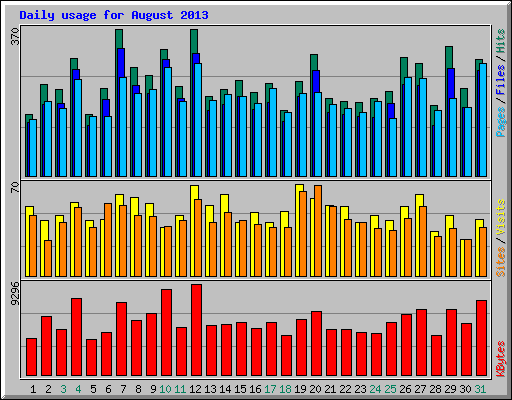 Daily usage for August 2013
370
Pages / Files / Hits
70
Sites / Visits
9296
KBytes
1 2 3 4 5 6 7 8 9 10 11 12 13 14 15 16 17 18 19 20 21 22 23 24 25 26 27 28 29 30 31